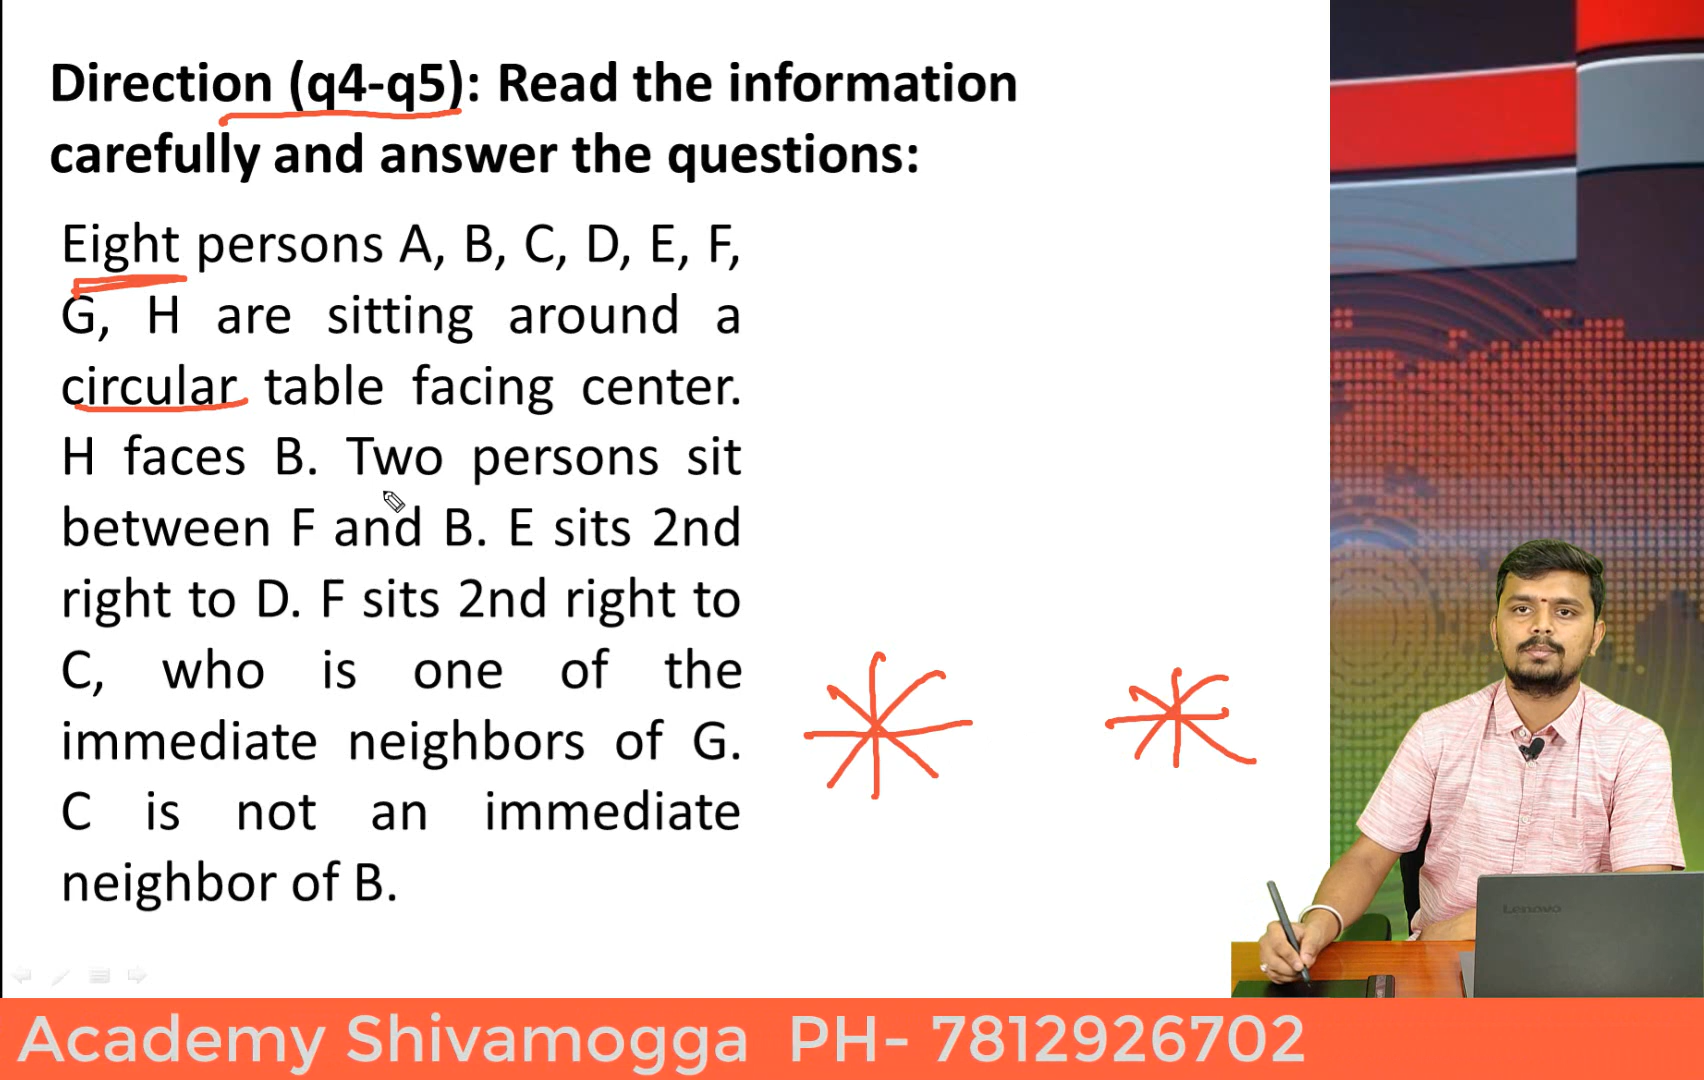 Direction (q4-q5): Read the information
carefully and answer the questions:
Eight persons A, B, C, D, E, F,
G, H are sitting around a
circular table facing center.
H faces B. Two persons sit
between F and B. E sits 2nd
right to D. F sits 2nd right to
C, who is one of the
immediate neighbors of G.
C is not an immediate
neighbor of B.
Lenovo
Academy Shivamogga PH- 7812926702